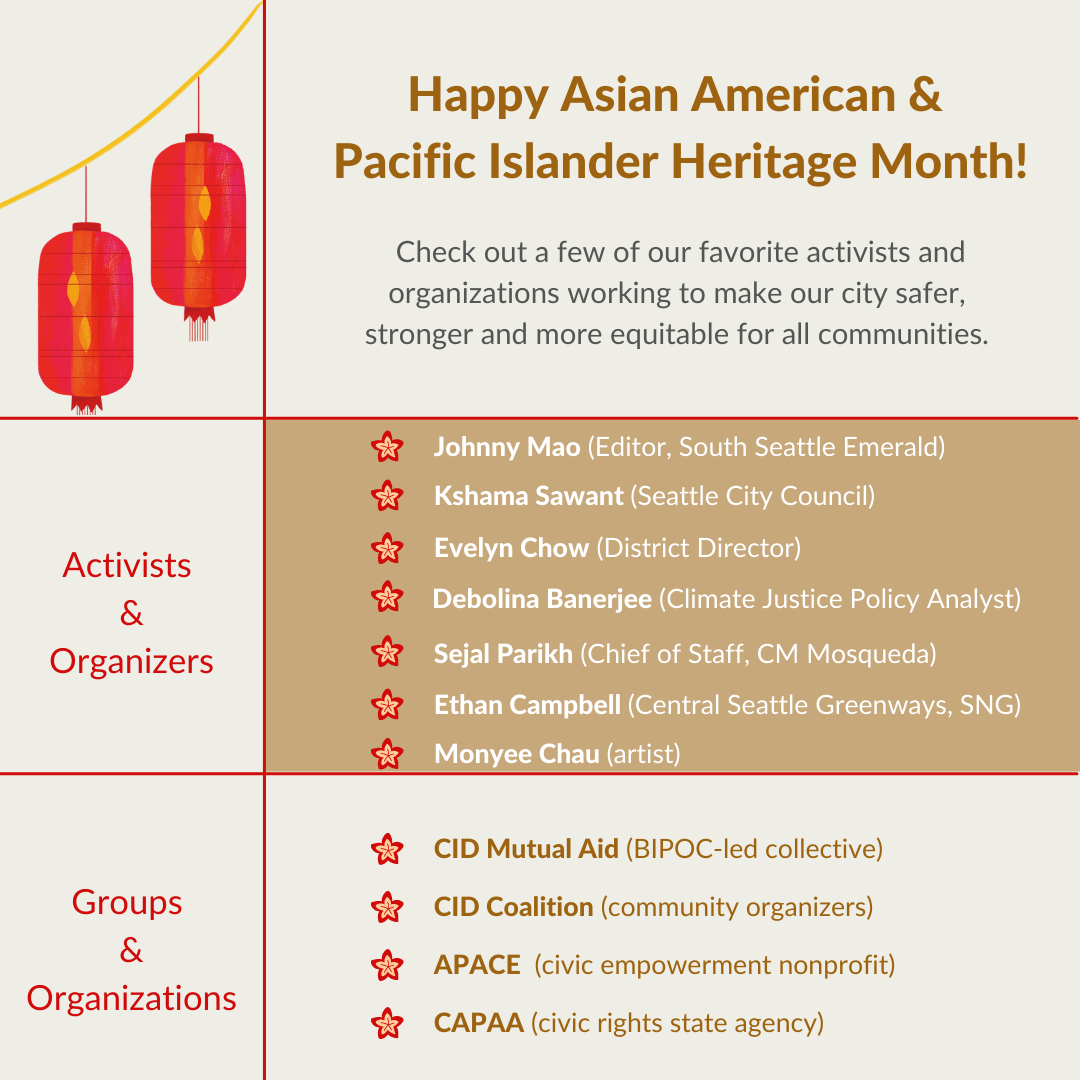 Happy Asian American &
Pacific Islander Heritage Month!
Check out a few of our favorite activists and
organizations working to make our city safer,
stronger and more equitable for all communities.
Activists
&
Organizers
Johnny Mao (Editor, South Seattle Emerald)
Kshama Sawant (Seattle City Council)
Evelyn Chow (District Director)
Debolina Banerjee (Climate Justice Policy Analyst)
Sejal Parikh (Chief of Staff, CM Mosqueda)
Ethan Campbell (Central Seattle Greenways, SNG)
Monyee Chau (artist)
Groups
&
Organizations
CID Mutual Aid (BIPOC-led collective)
CID Coalition (community organizers)
APACE (civic empowerment nonprofit)
CAPAA (civic rights state agency)